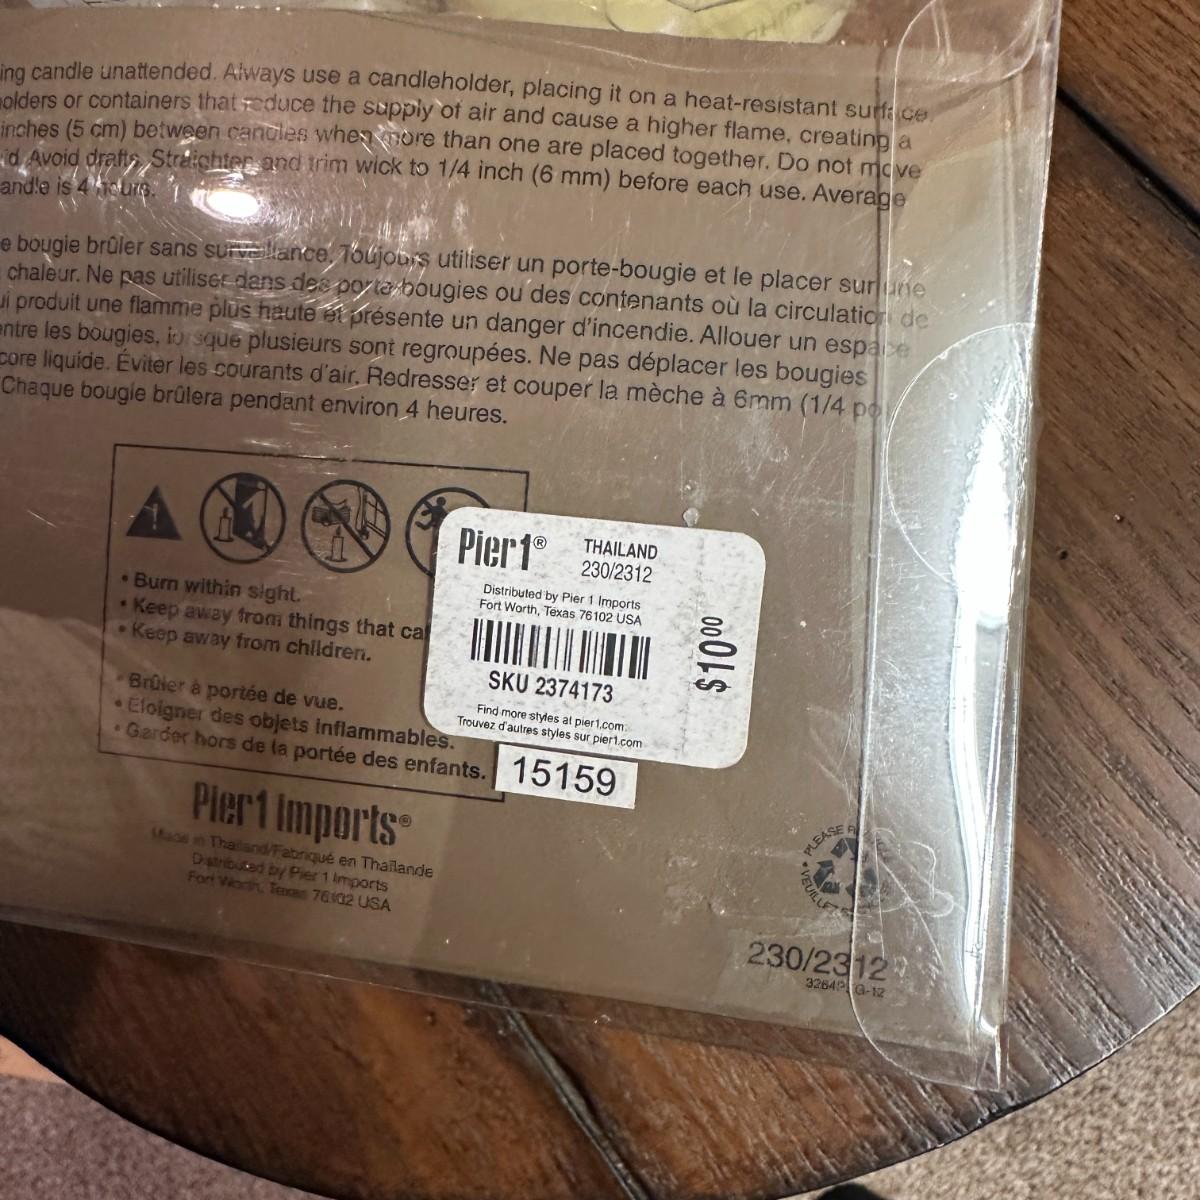 ing candle unattended. Always use a candleholder, placing it on a heat-resistant surface
olders or containers that reduce the supply of air and cause a higher flame, creating a
inches (5 cm) between candles when more than one are placed together. Do not move
Avoid drafts. Straighten and trim wick to 1/4 inch (6 mm) before each use. Average
andle is 4 hours.
e bougie brûler sans surveillance. Toujours utiliser un porte-bougie et le placer sur une
chaleur. Ne pas utiliser dans des porte-bougies ou des contenants où la circulation de
ui produit une flamme plus haute et présente un danger d'incendie. Allouer un espace
entre les bougies, lorsque plusieurs sont regroupées. Ne pas déplacer les bougies
core liquide. Éviter les courants d'air. Redresser et couper la mèche à 6mm (1/4 po
Chaque bougie brûlera pendant environ 4 heures.
• Burn within sight.
• Keep away from things that ca
• Keep away from children.
• Brûler à portée de vue.
• Éloigner des objets inflammables.
• Garder hors de la portée des enfants.
Pier1®
THAILAND
230/2312
Distributed by Pier 1 Imports
Fort Worth, Texas 76102 USA
SKU 2374173
$10.00
Find more styles at pier1.com.
Trouvez d'autres styles sur pier1.com
15159
Pier1 imports®
Made in Thailand/Fabriqué en Thaïlande
Distributed by Pier 1 Imports
Fort Worth, Texas 76102 USA
PLEASE
230/2312